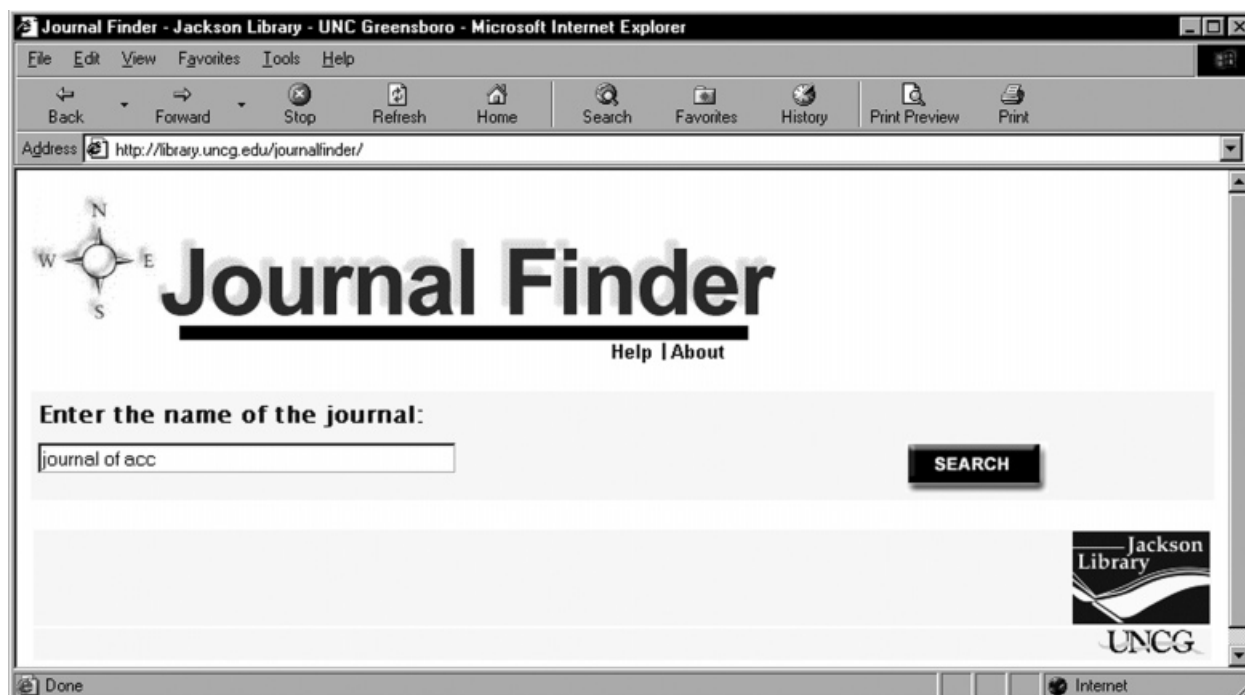 Journal Finder - Jackson Library - UNC Greensboro - Microsoft Internet Explorer
File Edit View Favorites Tools Help
Back Forward Stop Refresh Home Search Favorites History Print Preview Print
Address http://library.uncg.edu/journalfinder/
N
W E
S
Journal Finder
Help | About
Enter the name of the journal:
journal of acc
SEARCH
Jackson
Library
UNCG
Done Internet